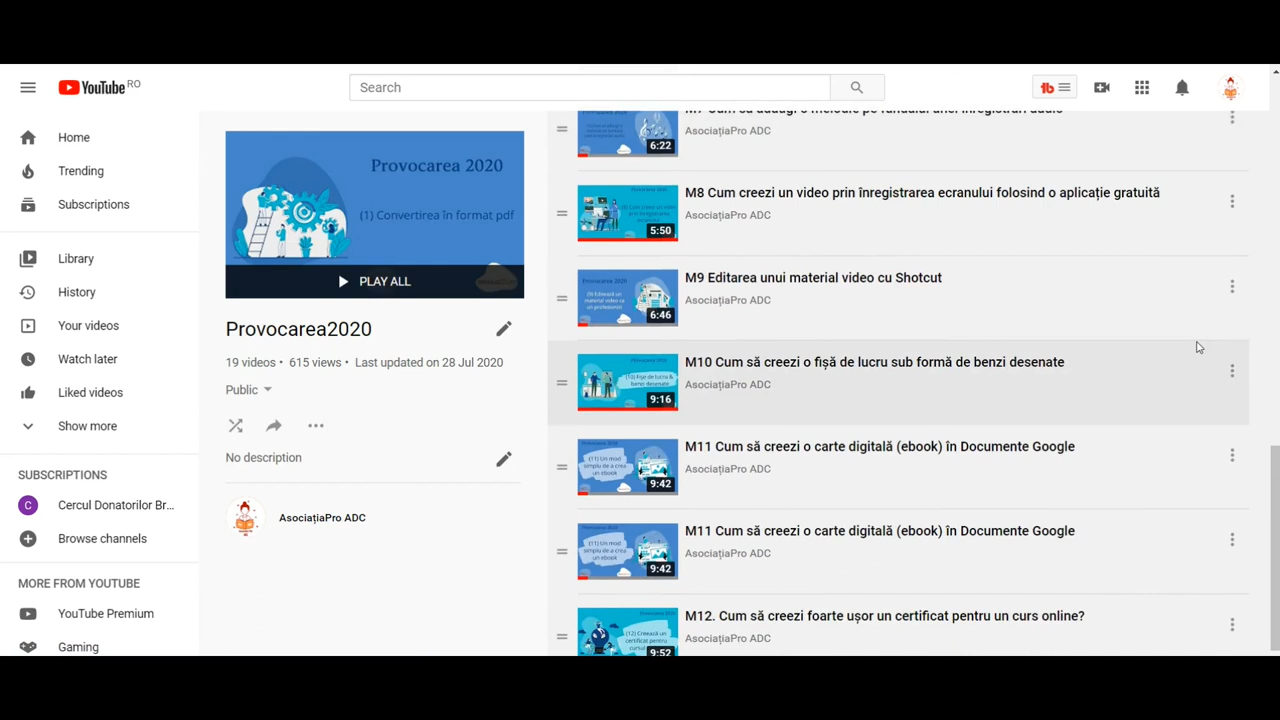 YouTube RO
Search
Home
Trending
Subscriptions
Library
History
Your videos
Watch later
Liked videos
Show more
SUBSCRIPTIONS
Cercul Donatorilor Br...
Browse channels
MORE FROM YOUTUBE
YouTube Premium
Gaming
Provocarea 2020
(1) Convertirea în format pdf
PLAY ALL
Provocarea2020
19 videos • 615 views • Last updated on 28 Jul 2020
Public
No description
AsociațiaPro ADC
6:22
AsociațiaPro ADC
M8 Cum creezi un video prin înregistrarea ecranului folosind o aplicație gratuită
AsociațiaPro ADC
5:50
M9 Editarea unui material video cu Shotcut
AsociațiaPro ADC
6:46
M10 Cum să creezi o fișă de lucru sub formă de benzi desenate
AsociațiaPro ADC
9:16
M11 Cum să creezi o carte digitală (ebook) în Documente Google
AsociațiaPro ADC
9:42
M11 Cum să creezi o carte digitală (ebook) în Documente Google
AsociațiaPro ADC
9:42
M12. Cum să creezi foarte ușor un certificat pentru un curs online?
AsociațiaPro ADC
9:52